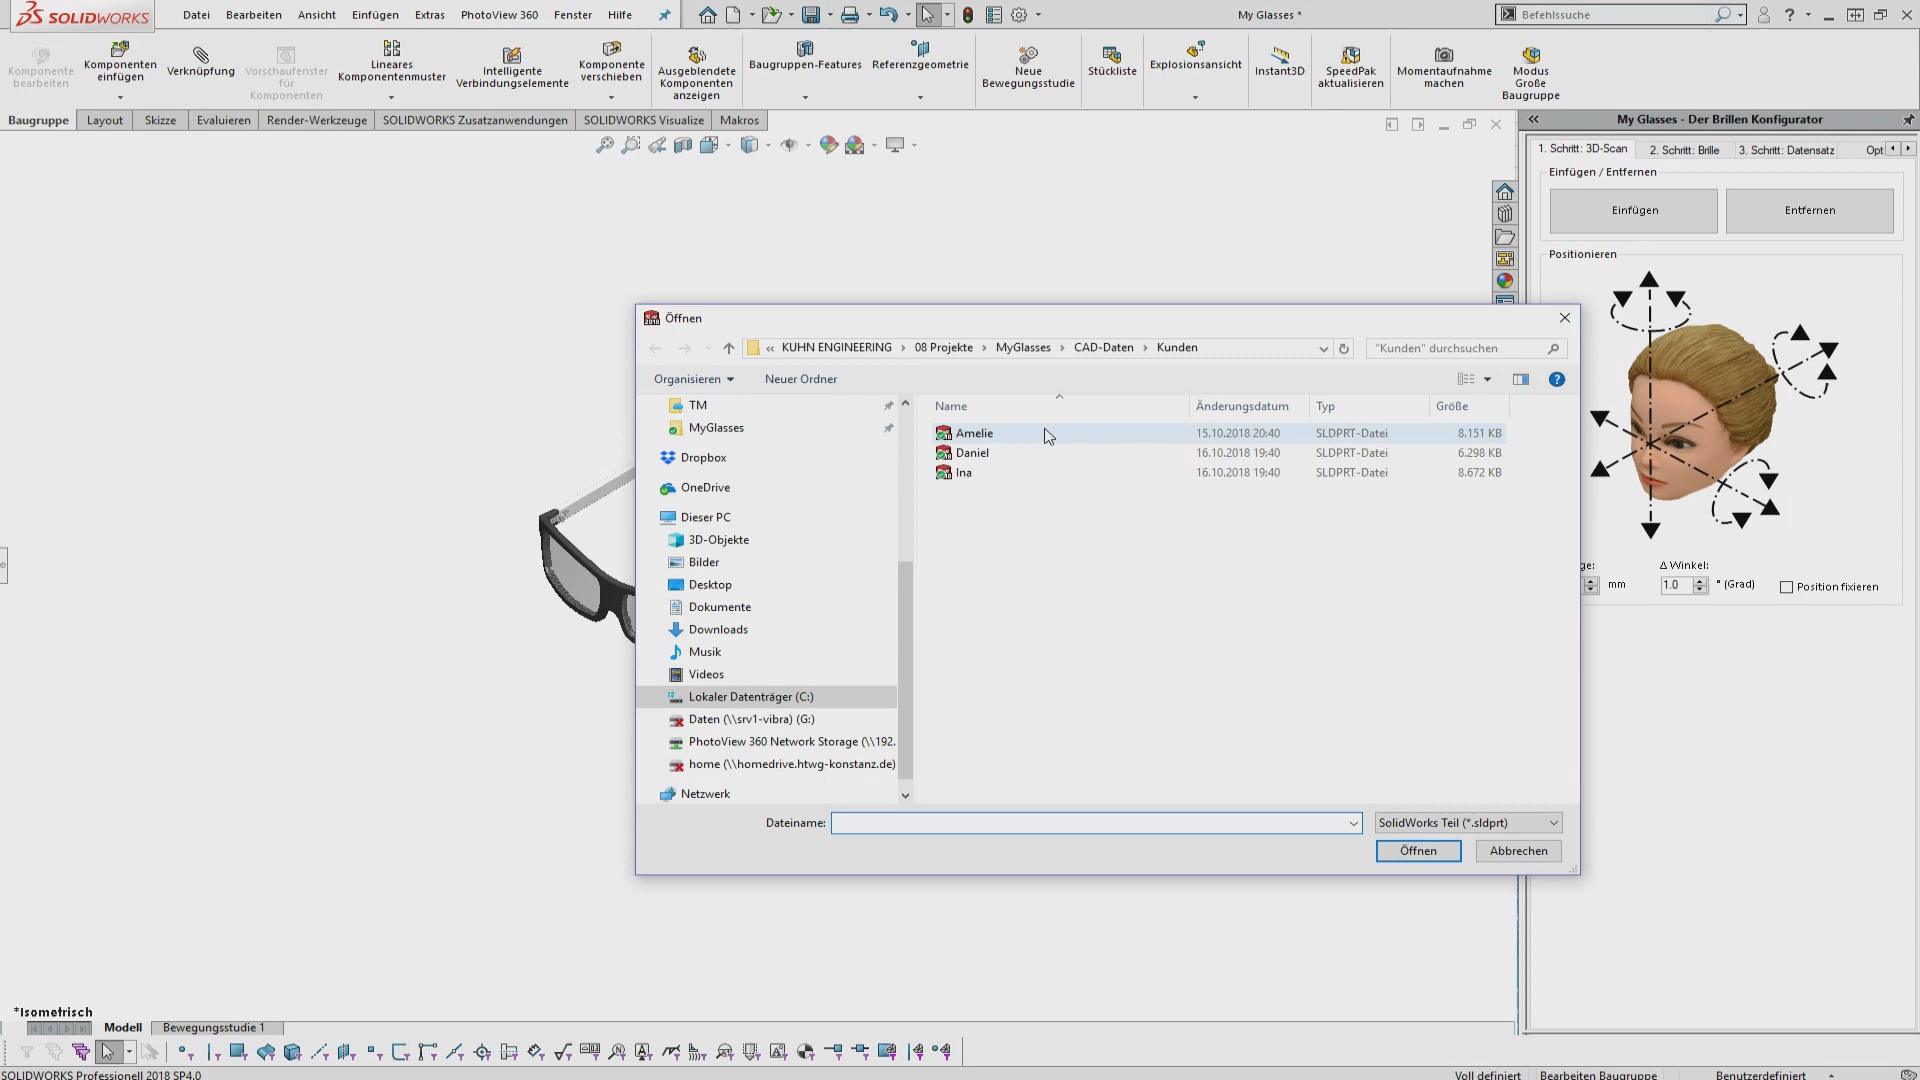 SOLIDWORKS
Datei Bearbeiten Ansicht Einfügen Extras PhotoView 360 Fenster Hilfe
My Glasses *
Befehlssuche
Komponente bearbeiten
Komponenten einfügen
Verknüpfung
Vorschaufenster für Komponenten
Lineares Komponentenmuster
Intelligente Verbindungselemente
Komponente verschieben
Ausgeblendete Komponenten anzeigen
Baugruppen-Features
Referenzgeometrie
Neue Bewegungsstudie
Stückliste
Explosionsansicht
Instant3D
SpeedPak aktualisieren
Momentaufnahme machen
Modus Große Baugruppe
Baugruppe Layout Skizze Evaluieren Render-Werkzeuge SOLIDWORKS Zusatzanwendungen SOLIDWORKS Visualize Makros
My Glasses - Der Brillen Konfigurator
1. Schritt: 3D-Scan 2. Schritt: Brille 3. Schritt: Datensatz Opt
Einfügen / Entfernen
Einfügen Entfernen
Positionieren
Öffnen
« KUHN ENGINEERING › 08 Projekte › MyGlasses › CAD-Daten › Kunden
"Kunden" durchsuchen
Organisieren Neuer Ordner
TM
MyGlasses
Dropbox
OneDrive
Dieser PC
3D-Objekte
Bilder
Desktop
Dokumente
Downloads
Musik
Videos
Lokaler Datenträger (C:)
Daten (\\srv1-vibra) (G:)
PhotoView 360 Network Storage (\\192.
home (\\homedrive.htwg-konstanz.de)
Netzwerk
Name Änderungsdatum Typ Größe
Amelie 15.10.2018 20:40 SLDPRT-Datei 8.151 KB
Daniel 16.10.2018 19:40 SLDPRT-Datei 6.298 KB
Ina 16.10.2018 19:40 SLDPRT-Datei 8.672 KB
Dateiname:
SolidWorks Teil (*.sldprt)
Öffnen Abbrechen
ge: Δ Winkel:
mm 1.0 ° (Grad) Position fixieren
*Isometrisch
Modell Bewegungsstudie 1
SOLIDWORKS Professionell 2018 SP4.0
Voll definiert Bearbeiten Baugruppe Benutzerdefiniert